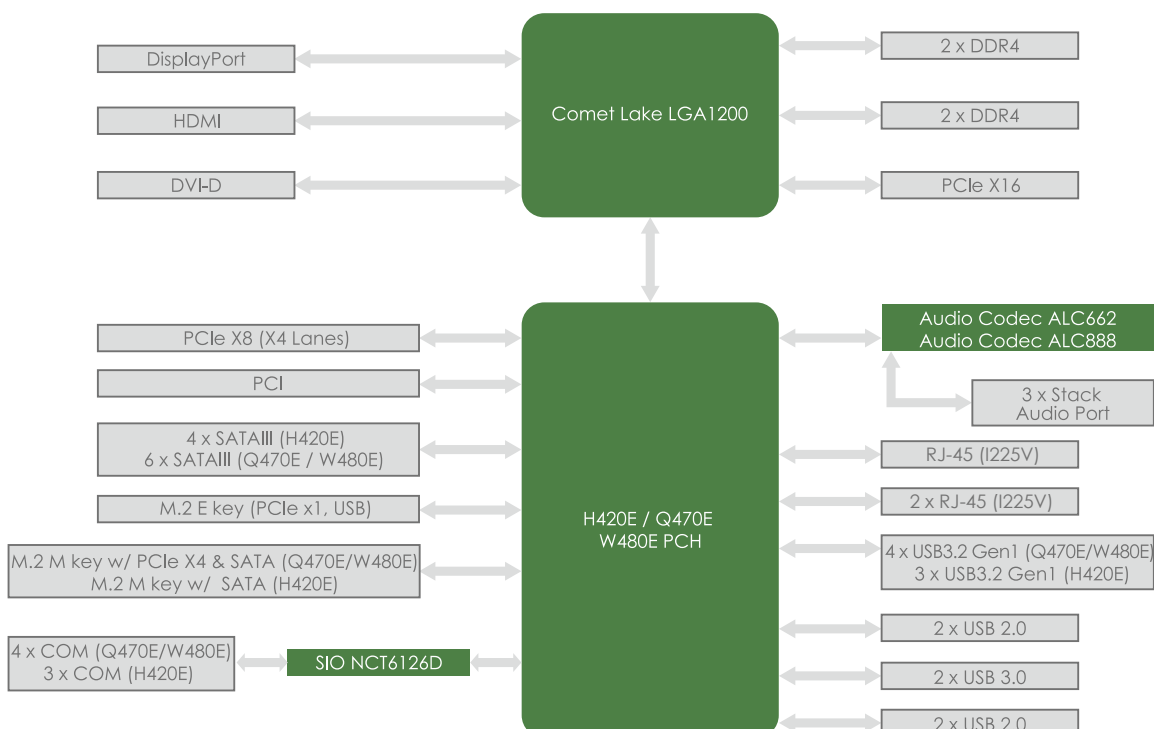 DisplayPort
HDMI
DVI-D
Comet Lake LGA1200
2 x DDR4
2 x DDR4
PCIe X16
PCIe X8 (X4 Lanes)
PCI
4 x SATAIII (H420E)
6 x SATAIII (Q470E / W480E)
M.2 E key (PCIe x1, USB)
M.2 M key w/ PCIe X4 & SATA (Q470E/W480E)
M.2 M key w/ SATA (H420E)
4 x COM (Q470E/W480E)
3 x COM (H420E)
SIO NCT6126D
H420E / Q470E
W480E PCH
Audio Codec ALC662
Audio Codec ALC888
3 x Stack
Audio Port
RJ-45 (I225V)
2 x RJ-45 (I225V)
4 x USB3.2 Gen1 (Q470E/W480E)
3 x USB3.2 Gen1 (H420E)
2 x USB 2.0
2 x USB 3.0
2 x USB 2.0